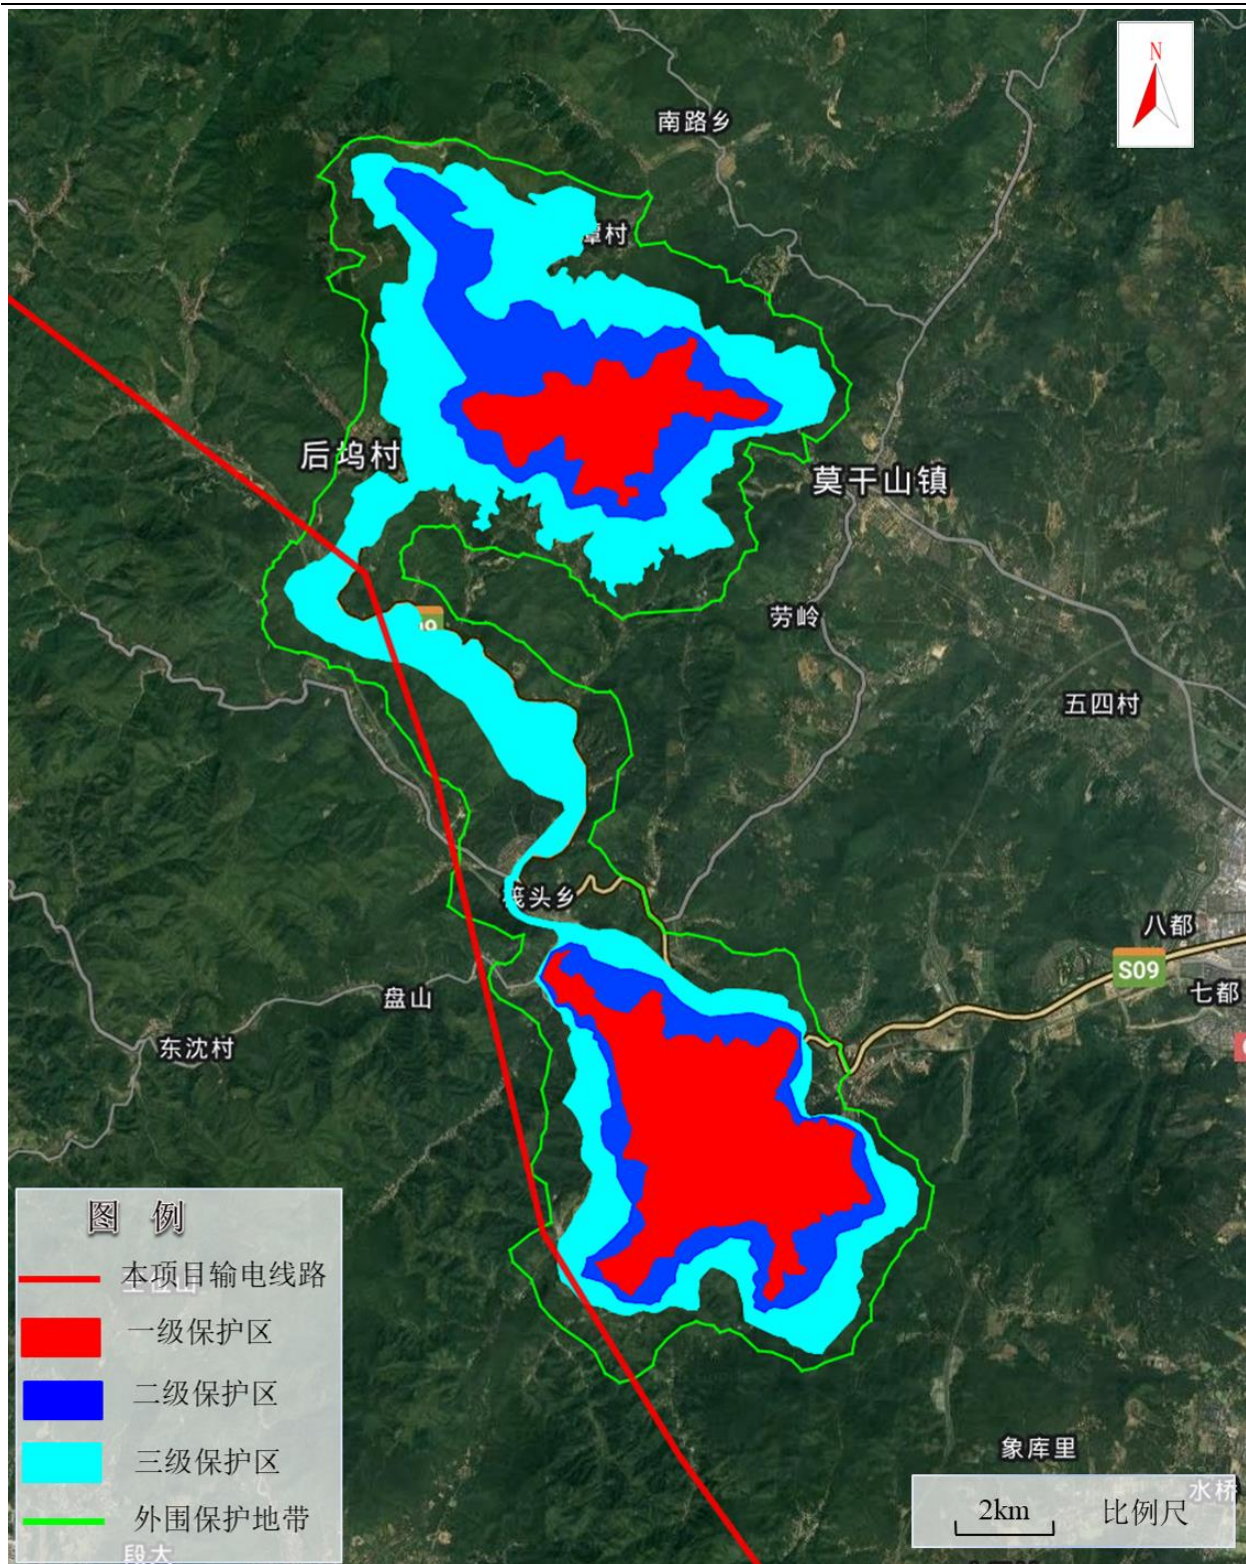 N
南路乡
潭村
后坞村
莫干山镇
劳岭
五四村
筏头乡
八都
S09
七都
盘山
东沈村
图 例
本项目输电线路
一级保护区
二级保护区
三级保护区
外围保护地带
象库里
水桥
2km 比例尺